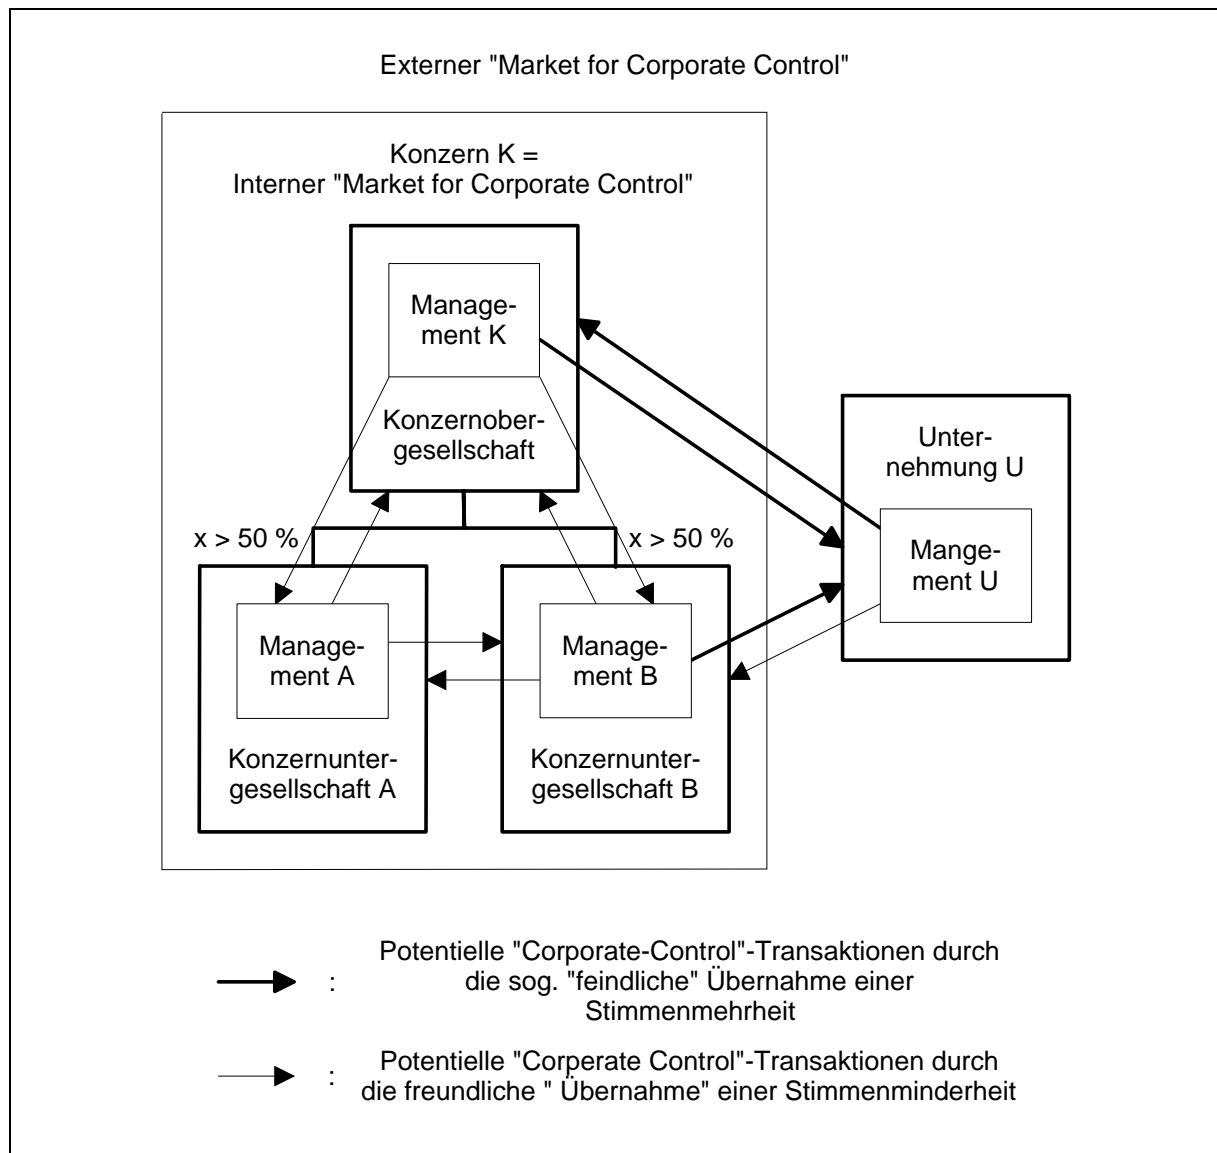 Externer "Market for Corporate Control"
Konzern K =
Interner "Market for Corporate Control"
Manage-
ment K
Konzernober-
gesellschaft
Unter-
nehmung U
Mange-
ment U
x > 50 %
x > 50 %
Manage-
ment A
Manage-
ment B
Konzernunter-
gesellschaft A
Konzernunter-
gesellschaft B
: Potentielle "Corporate-Control"-Transaktionen durch
die sog. "feindliche" Übernahme einer
Stimmenmehrheit
: Potentielle "Corperate Control"-Transaktionen durch
die freundliche " Übernahme" einer Stimmenminderheit